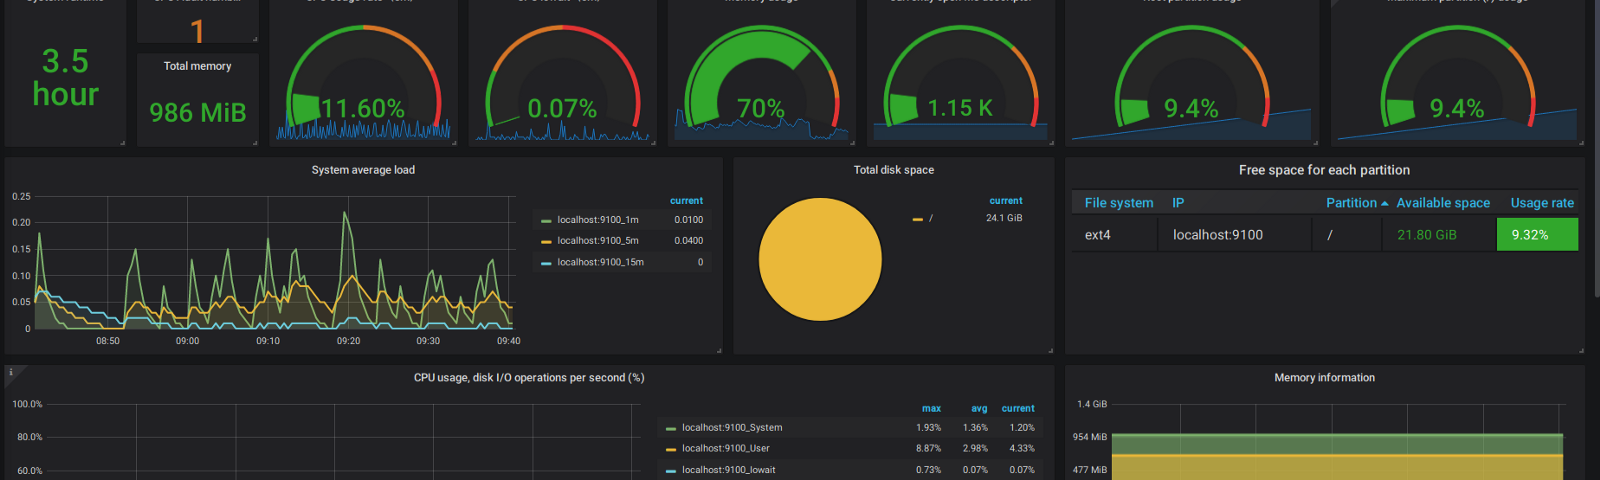 3.5
hour
1
Total memory
986 MiB
11.60%
0.07%
70%
1.15 K
9.4%
9.4%
System average load
0.25
0.20
0.15
0.10
0.05
0
08:50
09:00
09:10
09:20
09:30
09:40
current
localhost:9100_1m 0.0100
localhost:9100_5m 0.0400
localhost:9100_15m 0
Total disk space
current
/ 24.1 GiB
Free space for each partition
File system IP Partition Available space Usage rate
ext4 localhost:9100 / 21.80 GiB 9.32%
i
CPU usage, disk I/O operations per second (%)
100.0%
80.0%
60.0%
max avg current
localhost:9100_System 1.93% 1.36% 1.20%
localhost:9100_User 8.87% 2.98% 4.33%
localhost:9100_Iowait 0.73% 0.07% 0.07%
Memory information
1.4 GiB
954 MiB
477 MiB